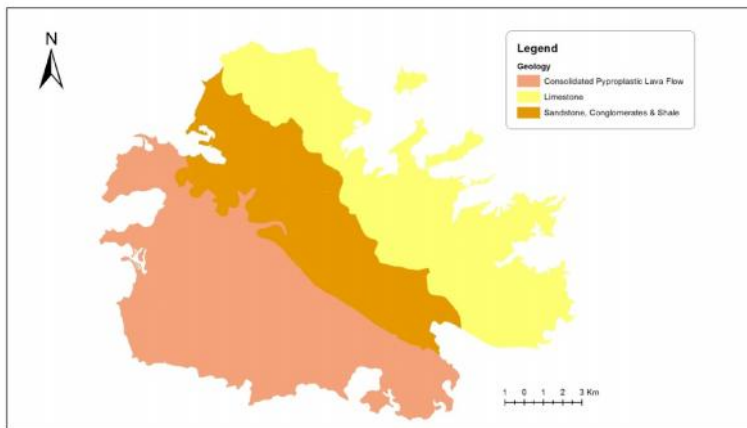 N
Legend
Geology
Consolidated Pyproplastic Lava Flow
Limestone
Sandstone, Conglomerates & Shale
1 0 1 2 3 Km